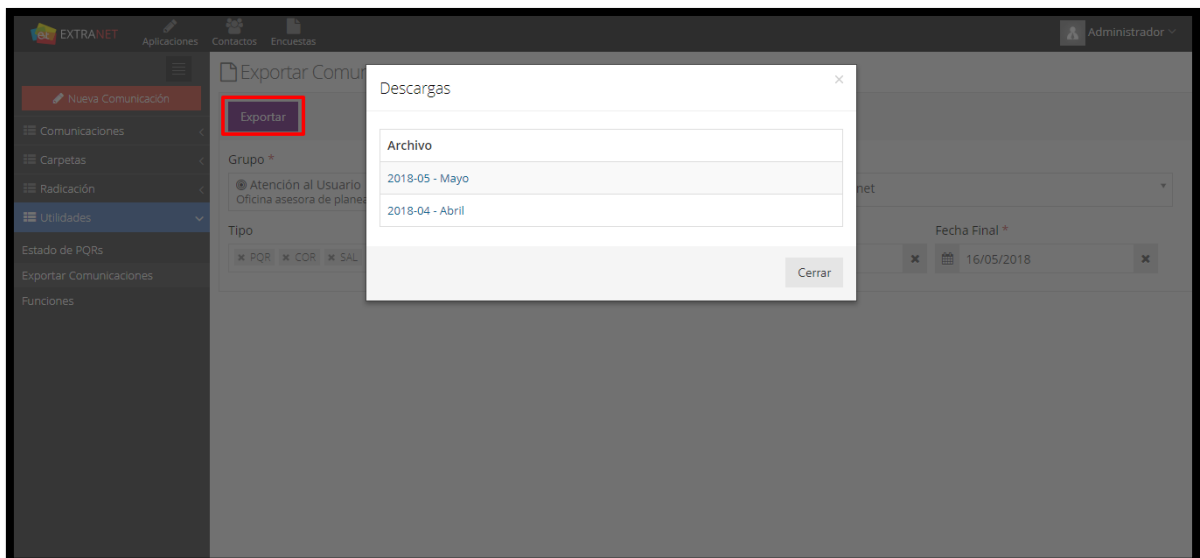 EXTRANET
Aplicaciones
Contactos
Encuestas
Administrador
Nueva Comunicación
Comunicaciones
Carpetas
Radicación
Utilidades
Estado de PQRs
Exportar Comunicaciones
Funciones
Exportar Comun
Exportar
Grupo *
Atención al Usuario
Oficina asesora de planea
net
Tipo
PQR COR SAL
Fecha Final *
16/05/2018
Descargas
Archivo
2018-05 - Mayo
2018-04 - Abril
Cerrar